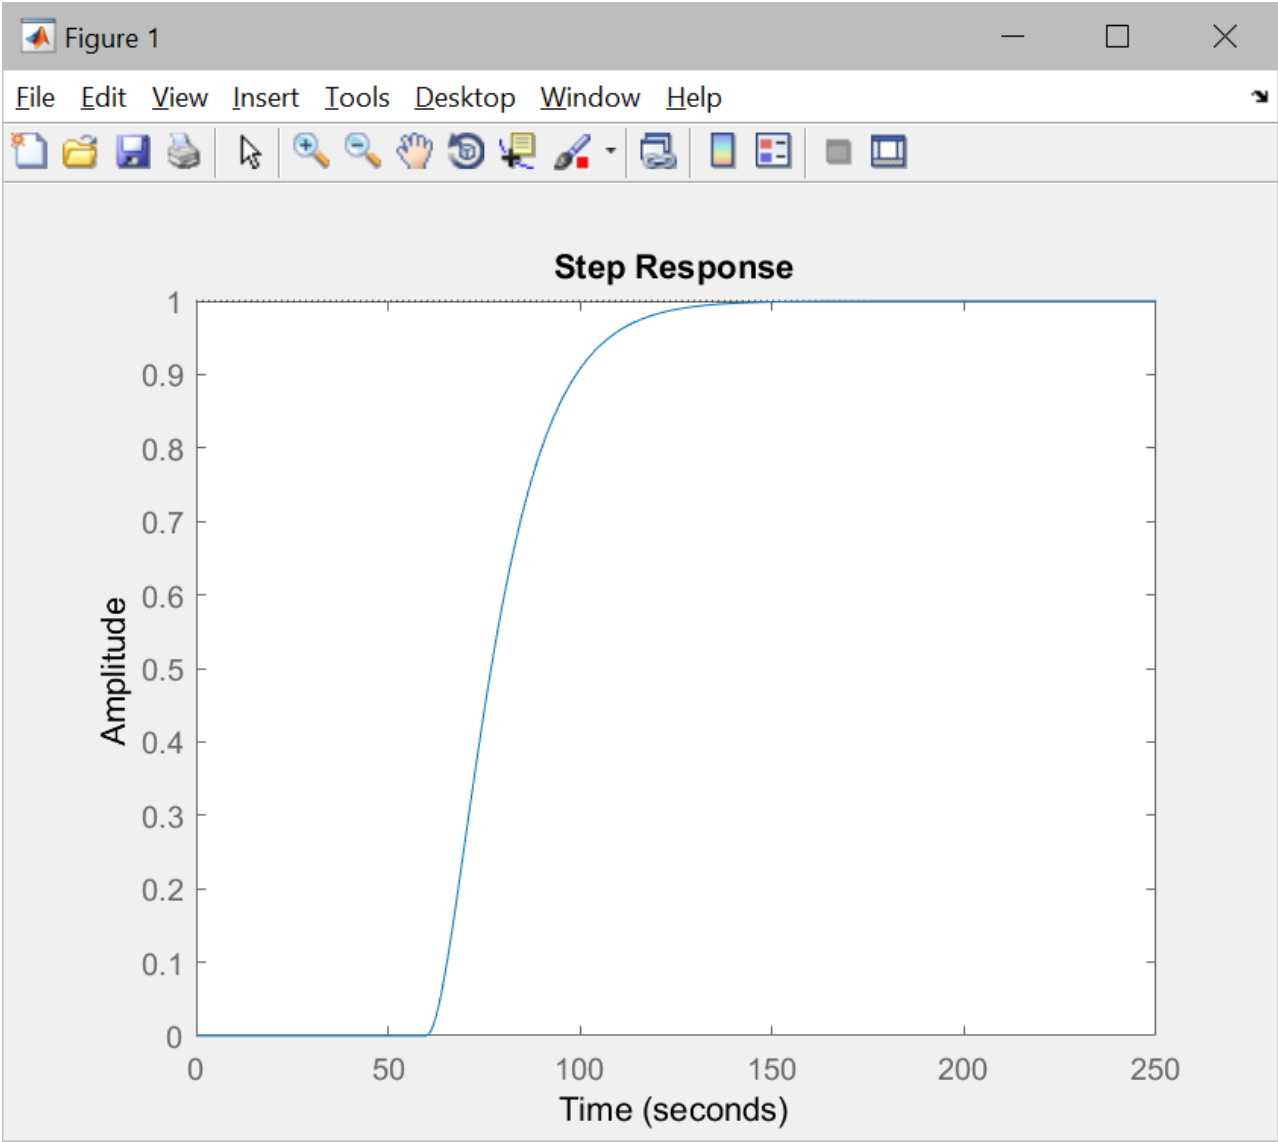 Figure 1
File Edit View Insert Tools Desktop Window Help
Step Response
1
0.9
0.8
0.7
0.6
0.5
0.4
0.3
0.2
0.1
0
Amplitude
0 50 100 150 200 250
Time (seconds)